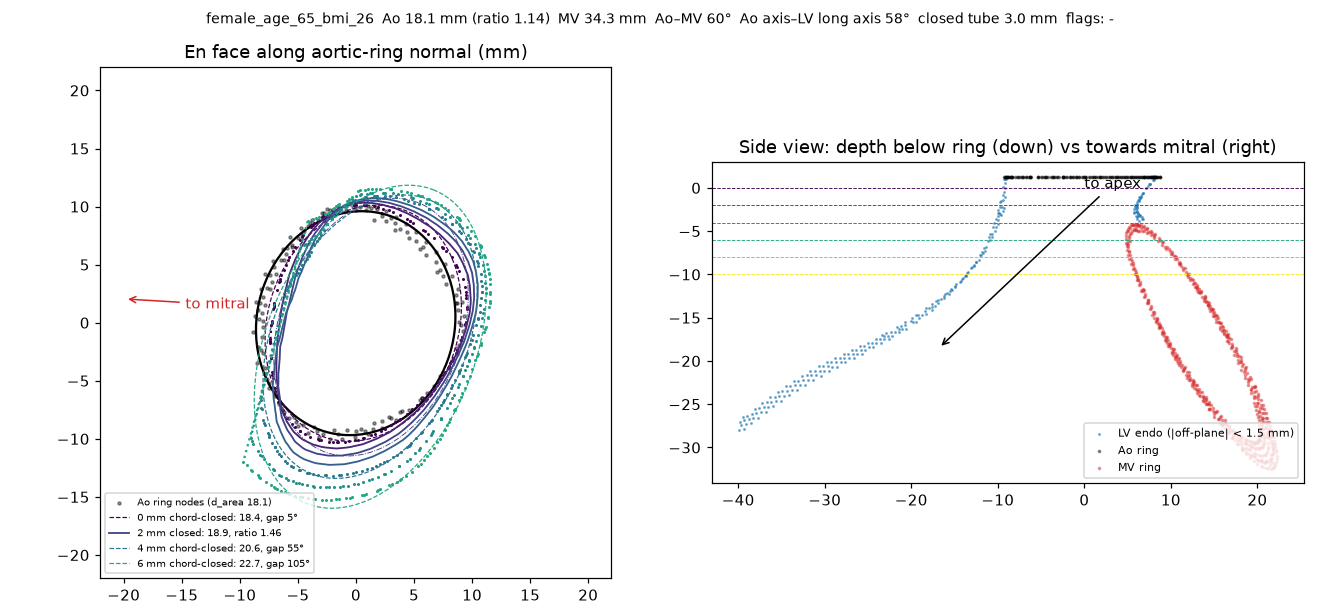 female_age_65_bmi_26  Ao 18.1 mm (ratio 1.14)  MV 34.3 mm  Ao–MV 60°  Ao axis–LV long axis 58°  closed tube 3.0 mm  flags: -
En face along aortic-ring normal (mm)
20
15
10
5
0
−5
−10
−15
−20
to mitral
Ao ring nodes (d_area 18.1)
0 mm chord-closed: 18.4, gap 5°
2 mm closed: 18.9, ratio 1.46
4 mm chord-closed: 20.6, gap 55°
6 mm chord-closed: 22.7, gap 105°
−20 −15 −10 −5 0 5 10 15 20
Side view: depth below ring (down) vs towards mitral (right)
0
−5
−10
−15
−20
−25
−30
to apex
LV endo (|off-plane| < 1.5 mm)
Ao ring
MV ring
−40 −30 −20 −10 0 10 20